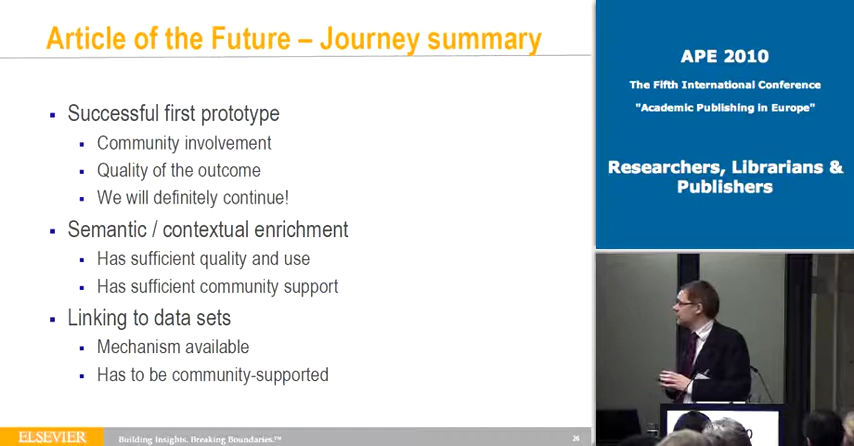 Article of the Future – Journey summary
Successful first prototype
Community involvement
Quality of the outcome
We will definitely continue!
Semantic / contextual enrichment
Has sufficient quality and use
Has sufficient community support
Linking to data sets
Mechanism available
Has to be community-supported
ELSEVIER
Building Insights. Breaking Boundaries.™
26
APE 2010
The Fifth International Conference
"Academic Publishing in Europe"
Researchers, Librarians &
Publishers